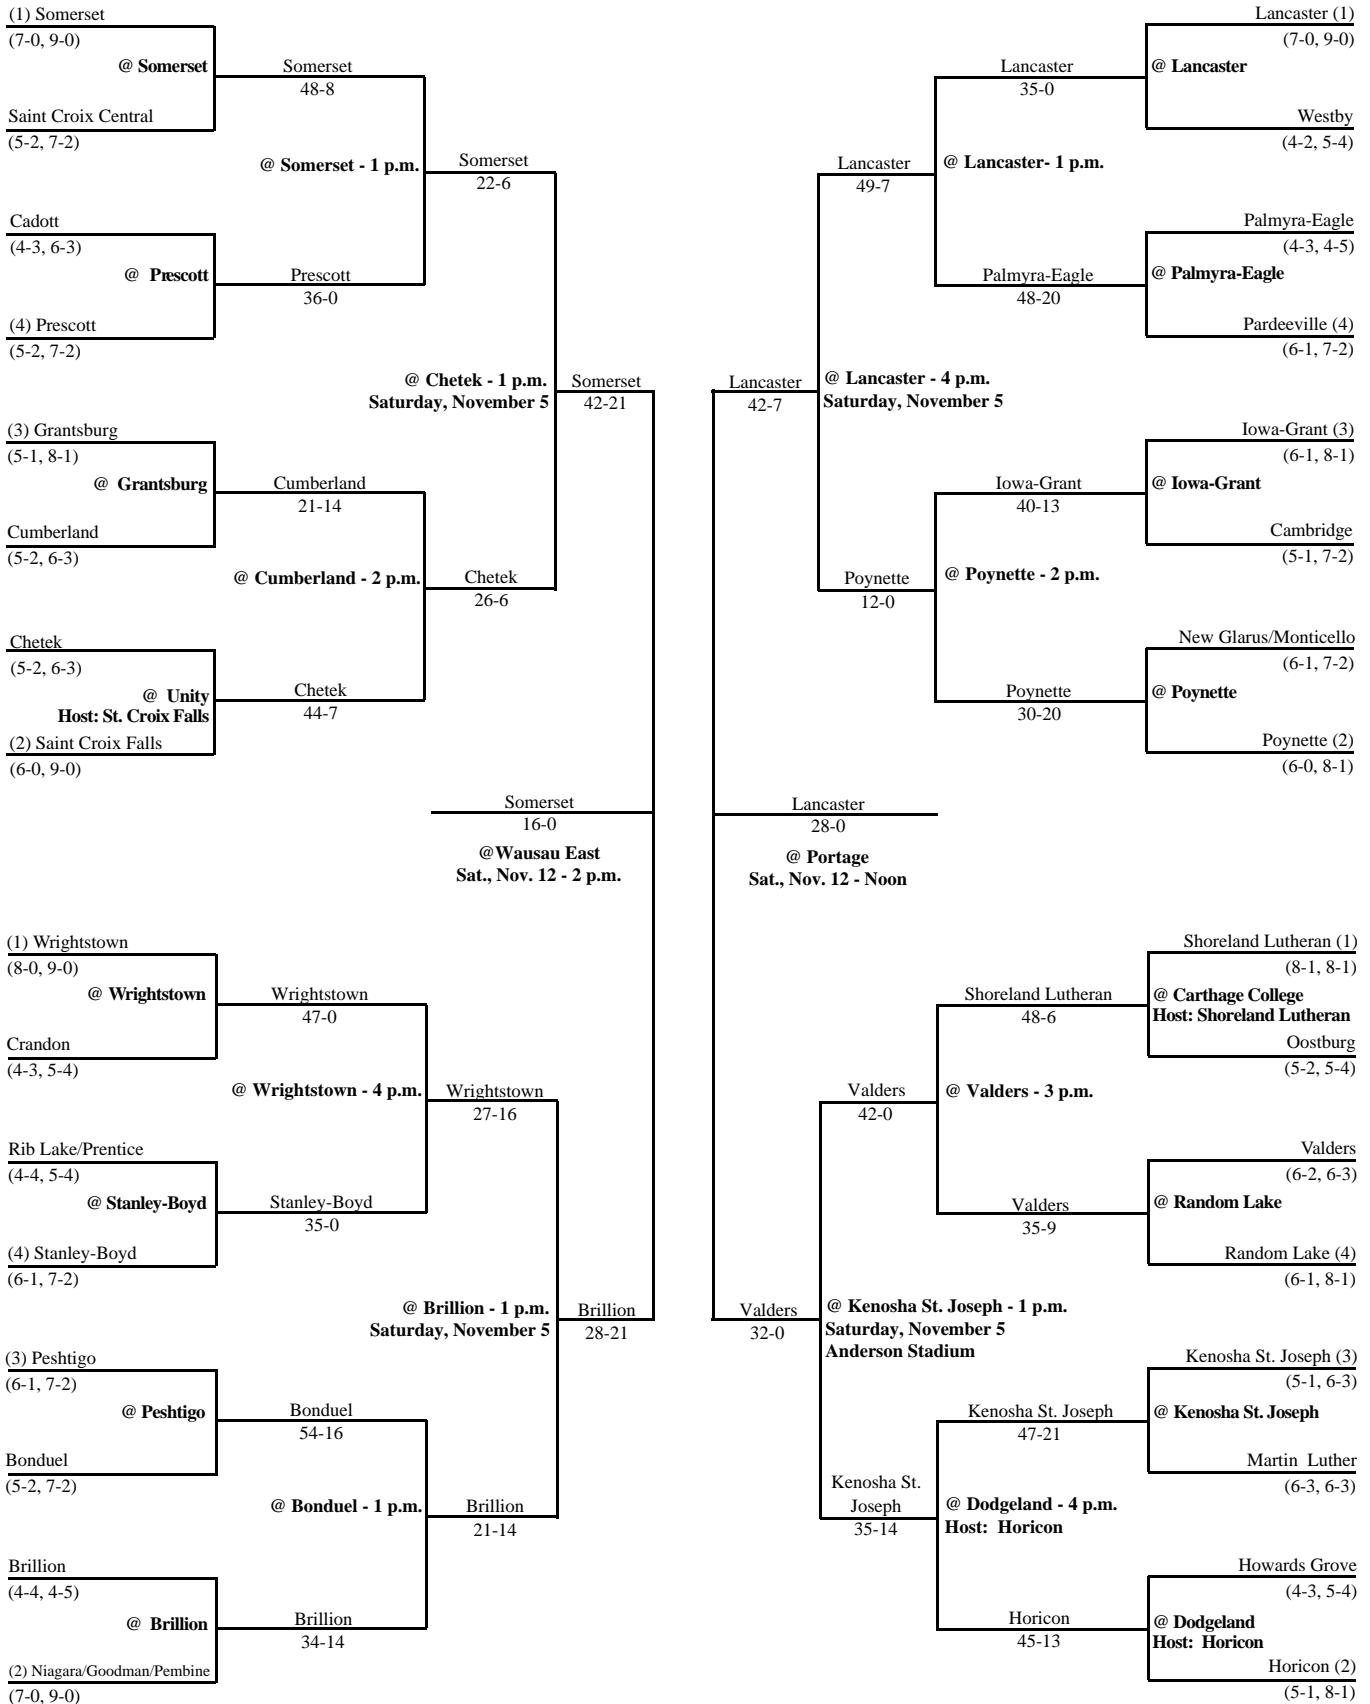 (1) Somerset
(7-0, 9-0)
@ Somerset
Saint Croix Central
(5-2, 7-2)
Somerset
48-8
@ Somerset - 1 p.m.
Cadott
(4-3, 6-3)
@ Prescott
(4) Prescott
(5-2, 7-2)
Prescott
36-0
Somerset
22-6
@ Chetek - 1 p.m.
Saturday, November 5
(3) Grantsburg
(5-1, 8-1)
@ Grantsburg
Cumberland
(5-2, 6-3)
Cumberland
21-14
@ Cumberland - 2 p.m.
Chetek
(5-2, 6-3)
@ Unity
Host: St. Croix Falls
(2) Saint Croix Falls
(6-0, 9-0)
Chetek
44-7
Chetek
26-6
Somerset
42-21
Somerset
16-0
@Wausau East
Sat., Nov. 12 - 2 p.m.
(1) Wrightstown
(8-0, 9-0)
@ Wrightstown
Crandon
(4-3, 5-4)
Wrightstown
47-0
@ Wrightstown - 4 p.m.
Rib Lake/Prentice
(4-4, 5-4)
@ Stanley-Boyd
(4) Stanley-Boyd
(6-1, 7-2)
Stanley-Boyd
35-0
Wrightstown
27-16
@ Brillion - 1 p.m.
Saturday, November 5
(3) Peshtigo
(6-1, 7-2)
@ Peshtigo
Bonduel
(5-2, 7-2)
Bonduel
54-16
@ Bonduel - 1 p.m.
Brillion
(4-4, 4-5)
@ Brillion
(2) Niagara/Goodman/Pembine
(7-0, 9-0)
Brillion
34-14
Brillion
21-14
Brillion
28-21
Lancaster (1)
(7-0, 9-0)
@ Lancaster
Westby
(4-2, 5-4)
Lancaster
35-0
@ Lancaster- 1 p.m.
Palmyra-Eagle
(4-3, 4-5)
@ Palmyra-Eagle
Pardeeville (4)
(6-1, 7-2)
Palmyra-Eagle
48-20
Lancaster
49-7
@ Lancaster - 4 p.m.
Saturday, November 5
Iowa-Grant (3)
(6-1, 8-1)
@ Iowa-Grant
Cambridge
(5-1, 7-2)
Iowa-Grant
40-13
@ Poynette - 2 p.m.
New Glarus/Monticello
(6-1, 7-2)
@ Poynette
Poynette (2)
(6-0, 8-1)
Poynette
30-20
Poynette
12-0
Lancaster
42-7
Lancaster
28-0
@ Portage
Sat., Nov. 12 - Noon
Shoreland Lutheran (1)
(8-1, 8-1)
@ Carthage College
Host: Shoreland Lutheran
Oostburg
(5-2, 5-4)
Shoreland Lutheran
48-6
@ Valders - 3 p.m.
Valders
(6-2, 6-3)
@ Random Lake
Random Lake (4)
(6-1, 8-1)
Valders
35-9
Valders
42-0
@ Kenosha St. Joseph - 1 p.m.
Saturday, November 5
Anderson Stadium
Kenosha St. Joseph (3)
(5-1, 6-3)
@ Kenosha St. Joseph
Martin Luther
(6-3, 6-3)
Kenosha St. Joseph
47-21
@ Dodgeland - 4 p.m.
Host: Horicon
Howards Grove
(4-3, 5-4)
@ Dodgeland
Host: Horicon
Horicon (2)
(5-1, 8-1)
Horicon
45-13
Kenosha St.
Joseph
35-14
Valders
32-0